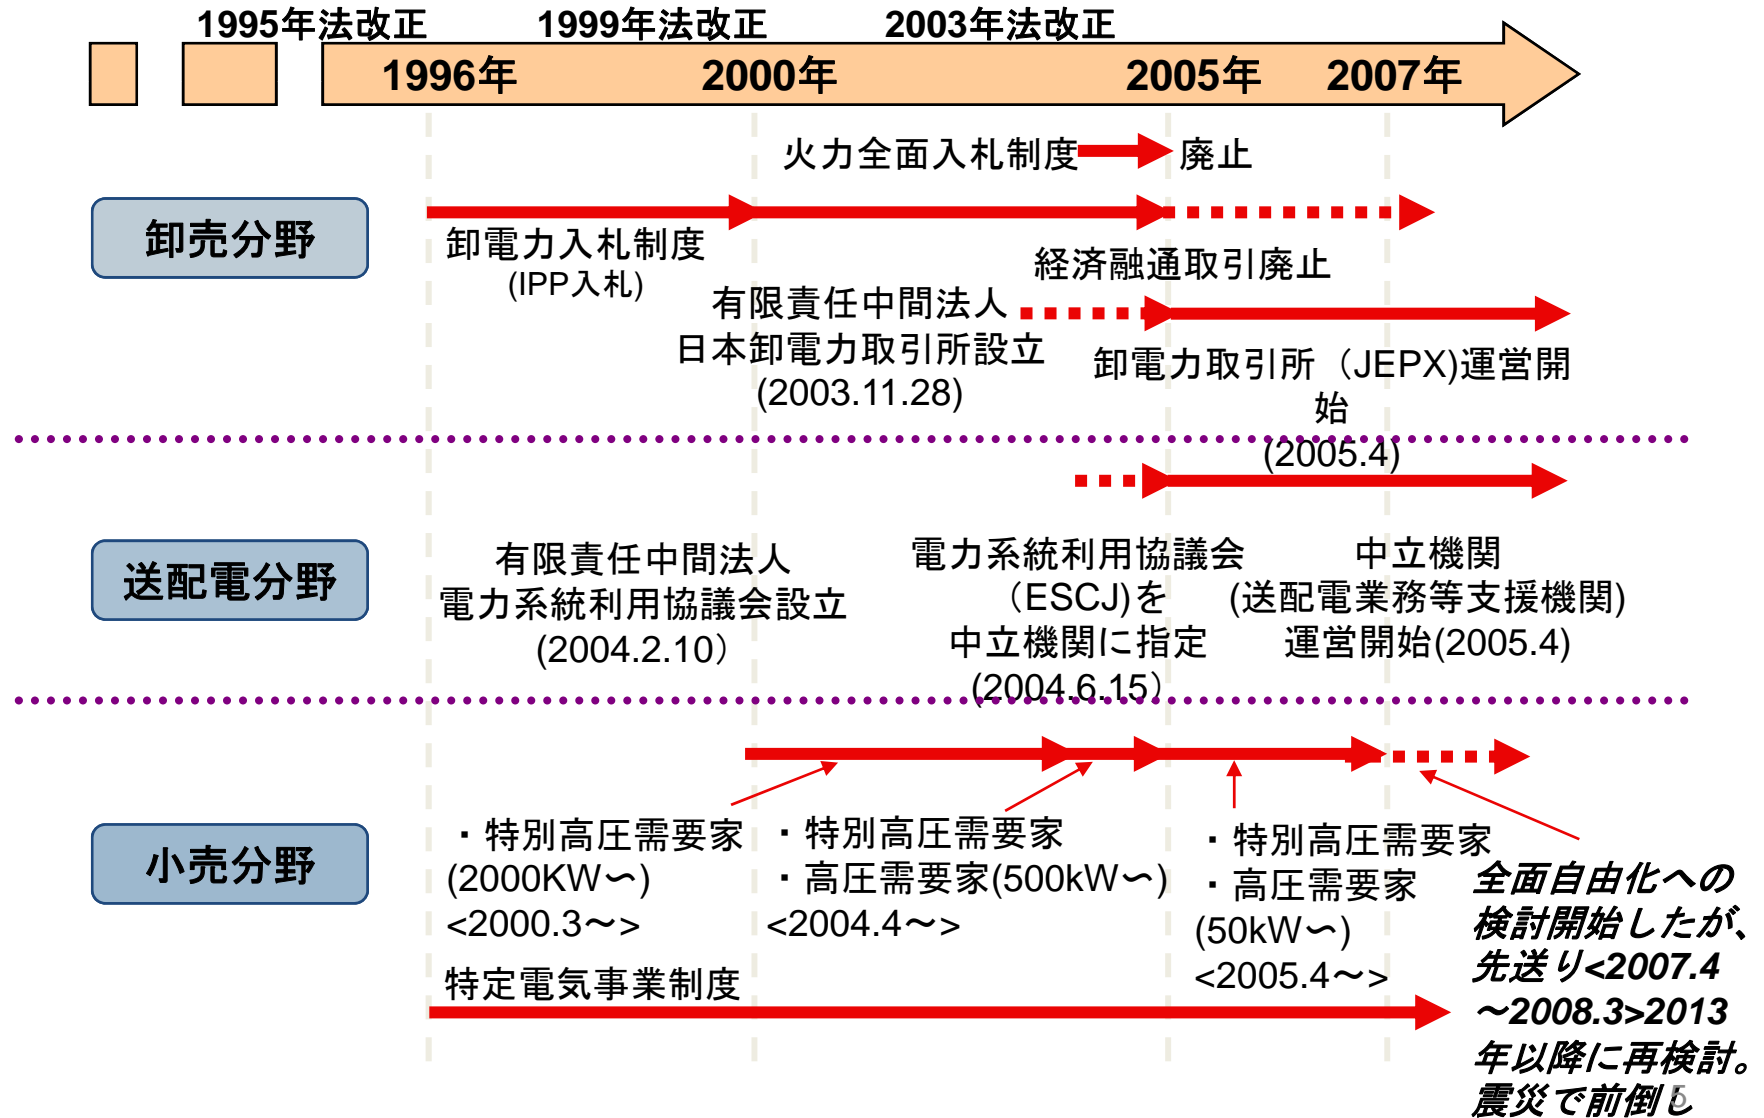 1995年法改正
1999年法改正
2003年法改正
1996年
2000年
2005年
2007年
火力全面入札制度
廃止
卸売分野
卸電力入札制度
(IPP入札)
経済融通取引廃止
有限責任中間法人
日本卸電力取引所設立
(2003.11.28)
卸電力取引所（JEPX)運営開
始
(2005.4)
送配電分野
有限責任中間法人
電力系統利用協議会設立
(2004.2.10）
電力系統利用協議会
（ESCJ)を
中立機関に指定
(2004.6.15）
中立機関
(送配電業務等支援機関)
運営開始(2005.4)
小売分野
・特別高圧需要家
(2000KW～)
<2000.3～>
・特別高圧需要家
・高圧需要家(500kW～)
<2004.4～>
・特別高圧需要家
・高圧需要家
(50kW～)
<2005.4～>
全面自由化への
検討開始したが、
先送り<2007.4
～2008.3>2013
年以降に再検討。
震災で前倒し
特定電気事業制度
5